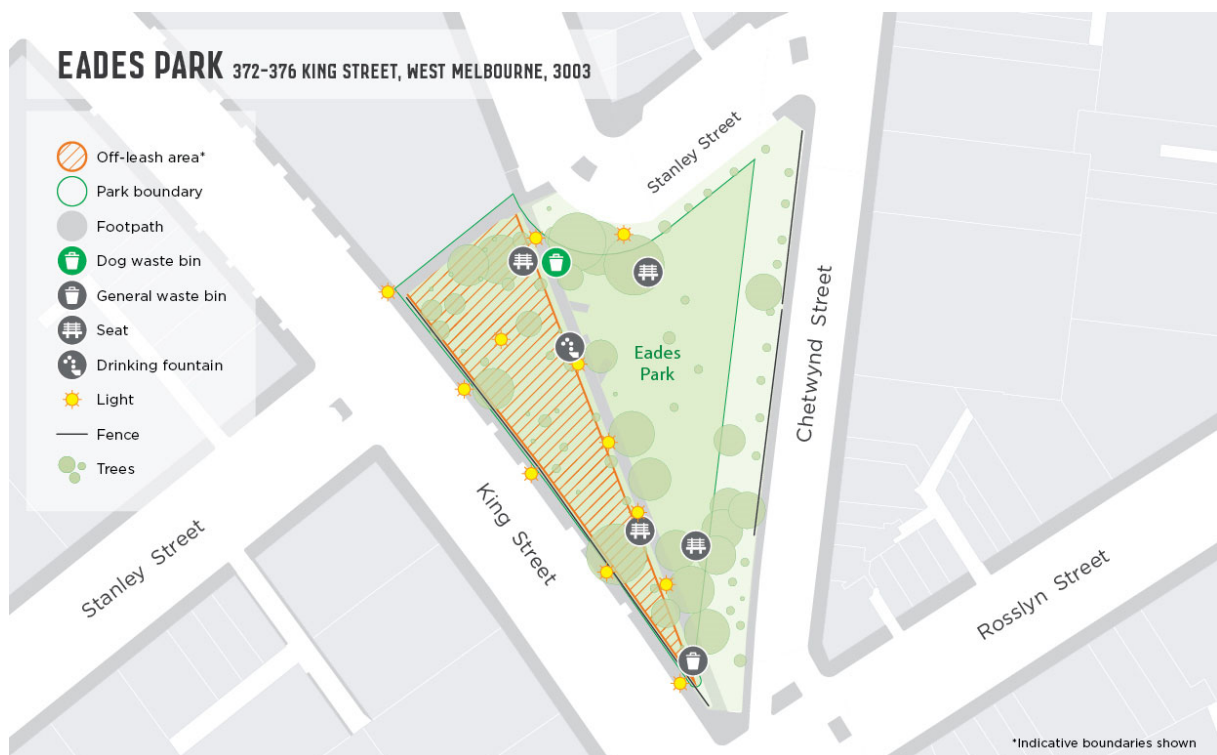 EADES PARK 372-376 KING STREET, WEST MELBOURNE, 3003
Off-leash area*
Park boundary
Footpath
Dog waste bin
General waste bin
Seat
Drinking fountain
Light
Fence
Trees
Stanley Street
Eades
Park
Chetwynd Street
King Street
Stanley Street
Rosslyn Street
*Indicative boundaries shown